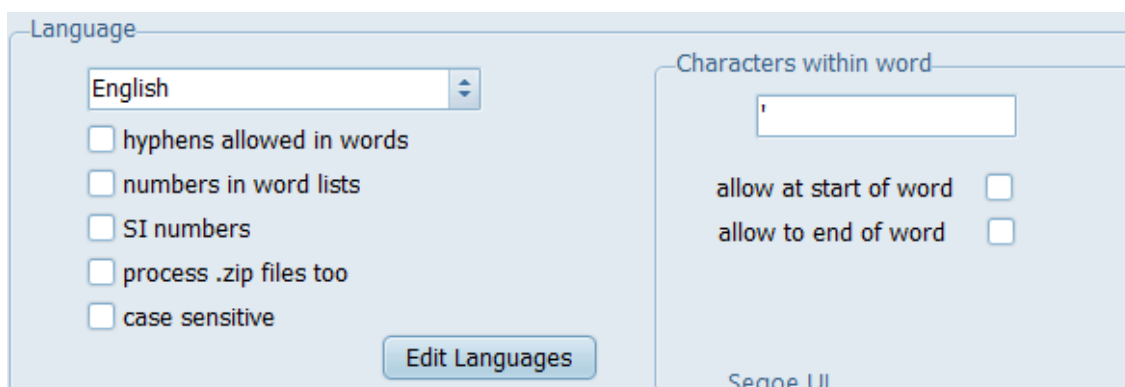 Language
English
hyphens allowed in words
numbers in word lists
SI numbers
process .zip files too
case sensitive
Edit Languages
Characters within word
'
allow at start of word
allow to end of word
Segoe UI